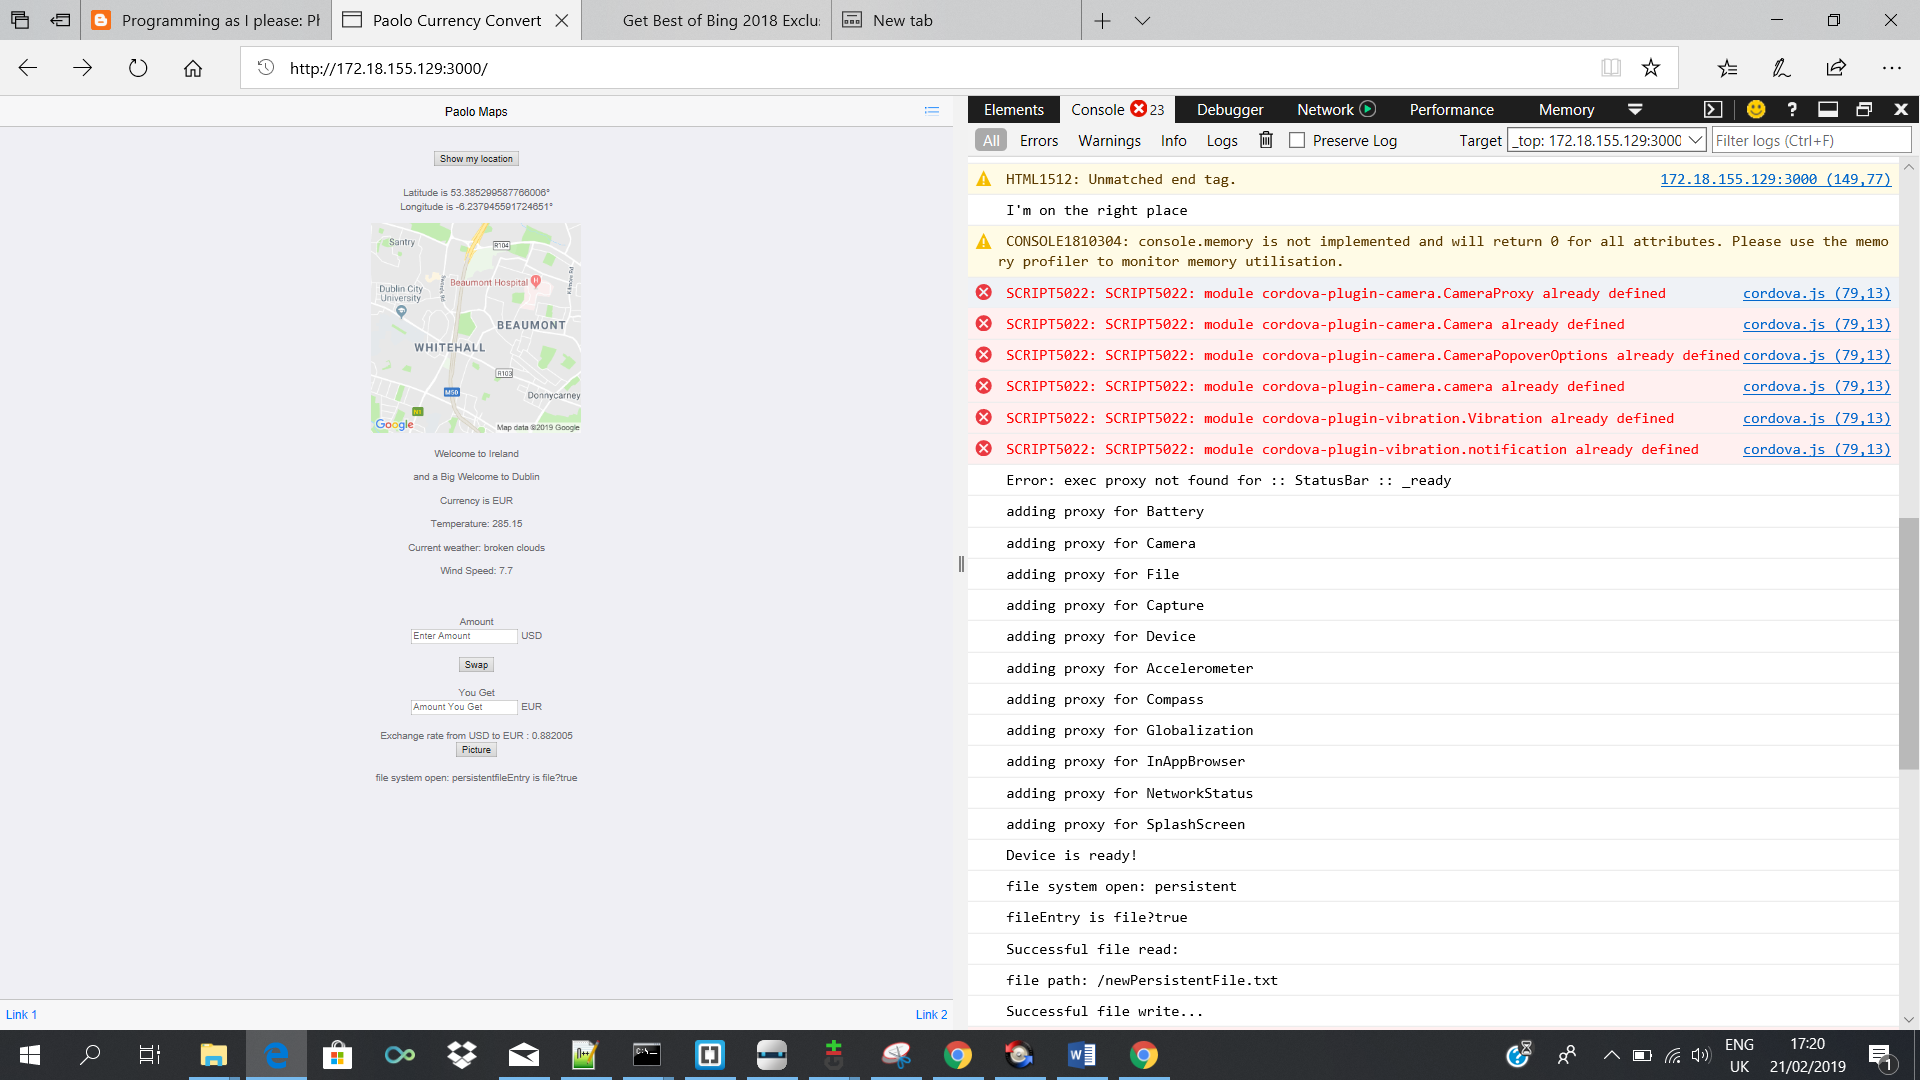 Programming as I please: Ph
Paolo Currency Convert
Get Best of Bing 2018 Exclu
New tab
http://172.18.155.129:3000/
Paolo Maps
Show my location
Latitude is 53.385299587766006°
Longitude is -6.237945591724651°
Santry
R104
Beaumont Hospital
H
Dublin City
University
BEAUMONT
WHITEHALL
R103
M50
Donnycarney
N1
Google
Map data ©2019 Google
Welcome to Ireland
and a Big Welcome to Dublin
Currency is EUR
Temperature: 285.15
Current weather: broken clouds
Wind Speed: 7.7
Amount
Enter Amount USD
Swap
You Get
Amount You Get EUR
Exchange rate from USD to EUR : 0.882005
Picture
file system open: persistentfileEntry is file?true
Link 1
Link 2
Elements Console 23 Debugger Network Performance Memory
All Errors Warnings Info Logs Preserve Log Target _top: 172.18.155.129:3000 Filter logs (Ctrl+F)
HTML1512: Unmatched end tag. 172.18.155.129:3000 (149,77)
I'm on the right place
CONSOLE1810304: console.memory is not implemented and will return 0 for all attributes. Please use the memo
ry profiler to monitor memory utilisation.
SCRIPT5022: SCRIPT5022: module cordova-plugin-camera.CameraProxy already defined cordova.js (79,13)
SCRIPT5022: SCRIPT5022: module cordova-plugin-camera.Camera already defined cordova.js (79,13)
SCRIPT5022: SCRIPT5022: module cordova-plugin-camera.CameraPopoverOptions already defined cordova.js (79,13)
SCRIPT5022: SCRIPT5022: module cordova-plugin-camera.camera already defined cordova.js (79,13)
SCRIPT5022: SCRIPT5022: module cordova-plugin-vibration.Vibration already defined cordova.js (79,13)
SCRIPT5022: SCRIPT5022: module cordova-plugin-vibration.notification already defined cordova.js (79,13)
Error: exec proxy not found for :: StatusBar :: _ready
adding proxy for Battery
adding proxy for Camera
adding proxy for File
adding proxy for Capture
adding proxy for Device
adding proxy for Accelerometer
adding proxy for Compass
adding proxy for Globalization
adding proxy for InAppBrowser
adding proxy for NetworkStatus
adding proxy for SplashScreen
Device is ready!
file system open: persistent
fileEntry is file?true
Successful file read:
file path: /newPersistentFile.txt
Successful file write...
ENG
UK
17:20
21/02/2019
1